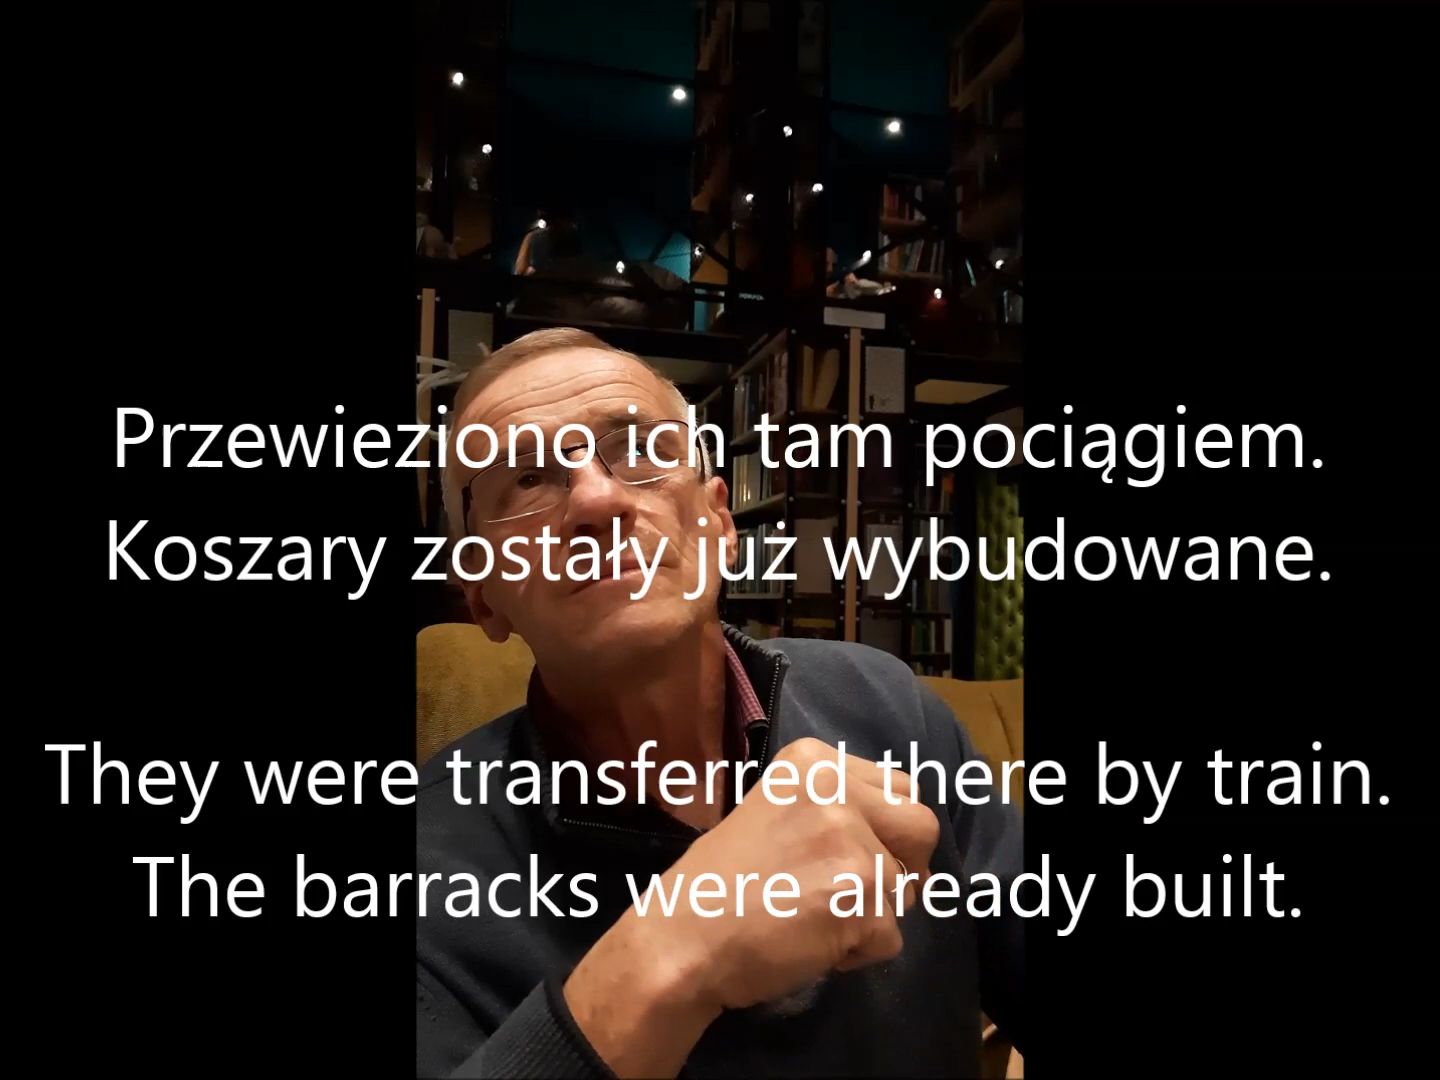 Przewieziono ich tam pociągiem.
Koszary zostały już wybudowane.
They were transferred there by train.
The barracks were already built.